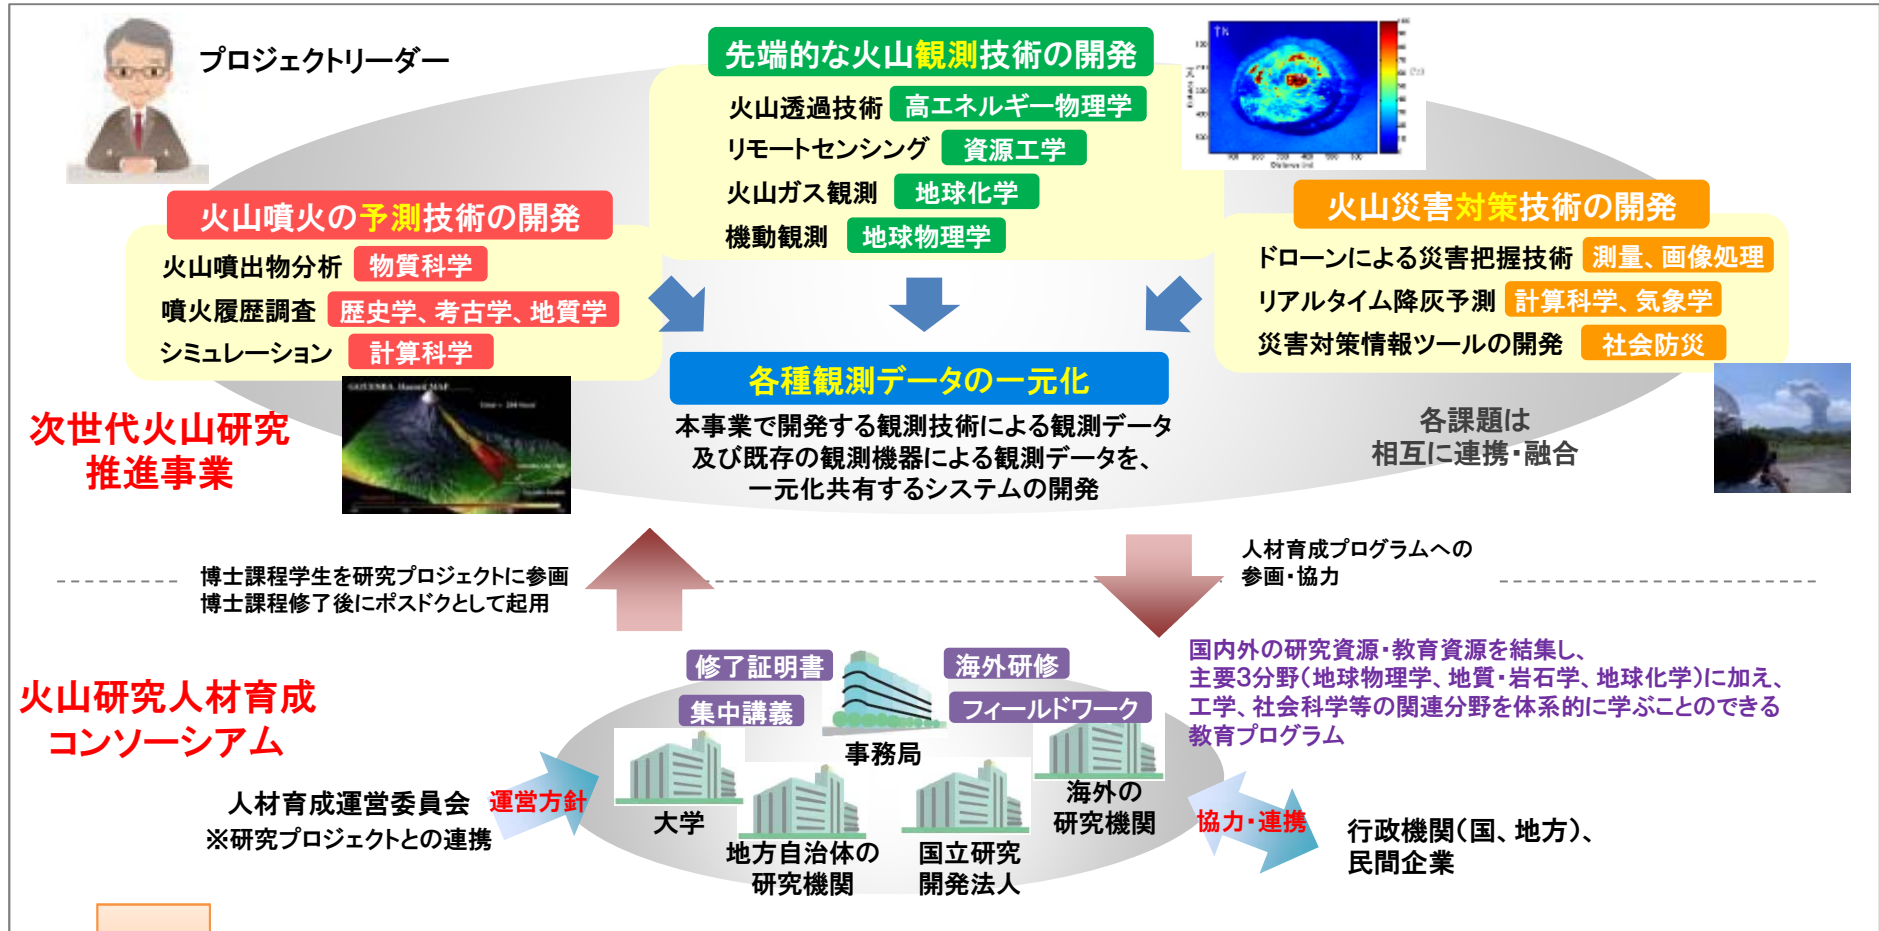 プロジェクトリーダー
先端的な火山観測技術の開発
火山透過技術 高エネルギー物理学
リモートセンシング 資源工学
火山ガス観測 地球化学
機動観測 地球物理学
火山噴火の予測技術の開発
火山噴出物分析 物質科学
噴火履歴調査 歴史学、考古学、地質学
シミュレーション 計算科学
火山災害対策技術の開発
ドローンによる災害把握技術 測量、画像処理
リアルタイム降灰予測 計算科学、気象学
災害対策情報ツールの開発 社会防災
各種観測データの一元化
本事業で開発する観測技術による観測データ
及び既存の観測機器による観測データを、
一元化共有するシステムの開発
次世代火山研究
推進事業
各課題は
相互に連携・融合
博士課程学生を研究プロジェクトに参画
博士課程修了後にポスドクとして起用
人材育成プログラムへの
参画・協力
火山研究人材育成
コンソーシアム
修了証明書
海外研修
集中講義
フィールドワーク
事務局
大学
地方自治体の
研究機関
国立研究
開発法人
海外の
研究機関
国内外の研究資源・教育資源を結集し、
主要3分野（地球物理学、地質・岩石学、地球化学）に加え、
工学、社会科学等の関連分野を体系的に学ぶことのできる
教育プログラム
人材育成運営委員会
※研究プロジェクトとの連携
運営方針
協力・連携
行政機関（国、地方）、
民間企業